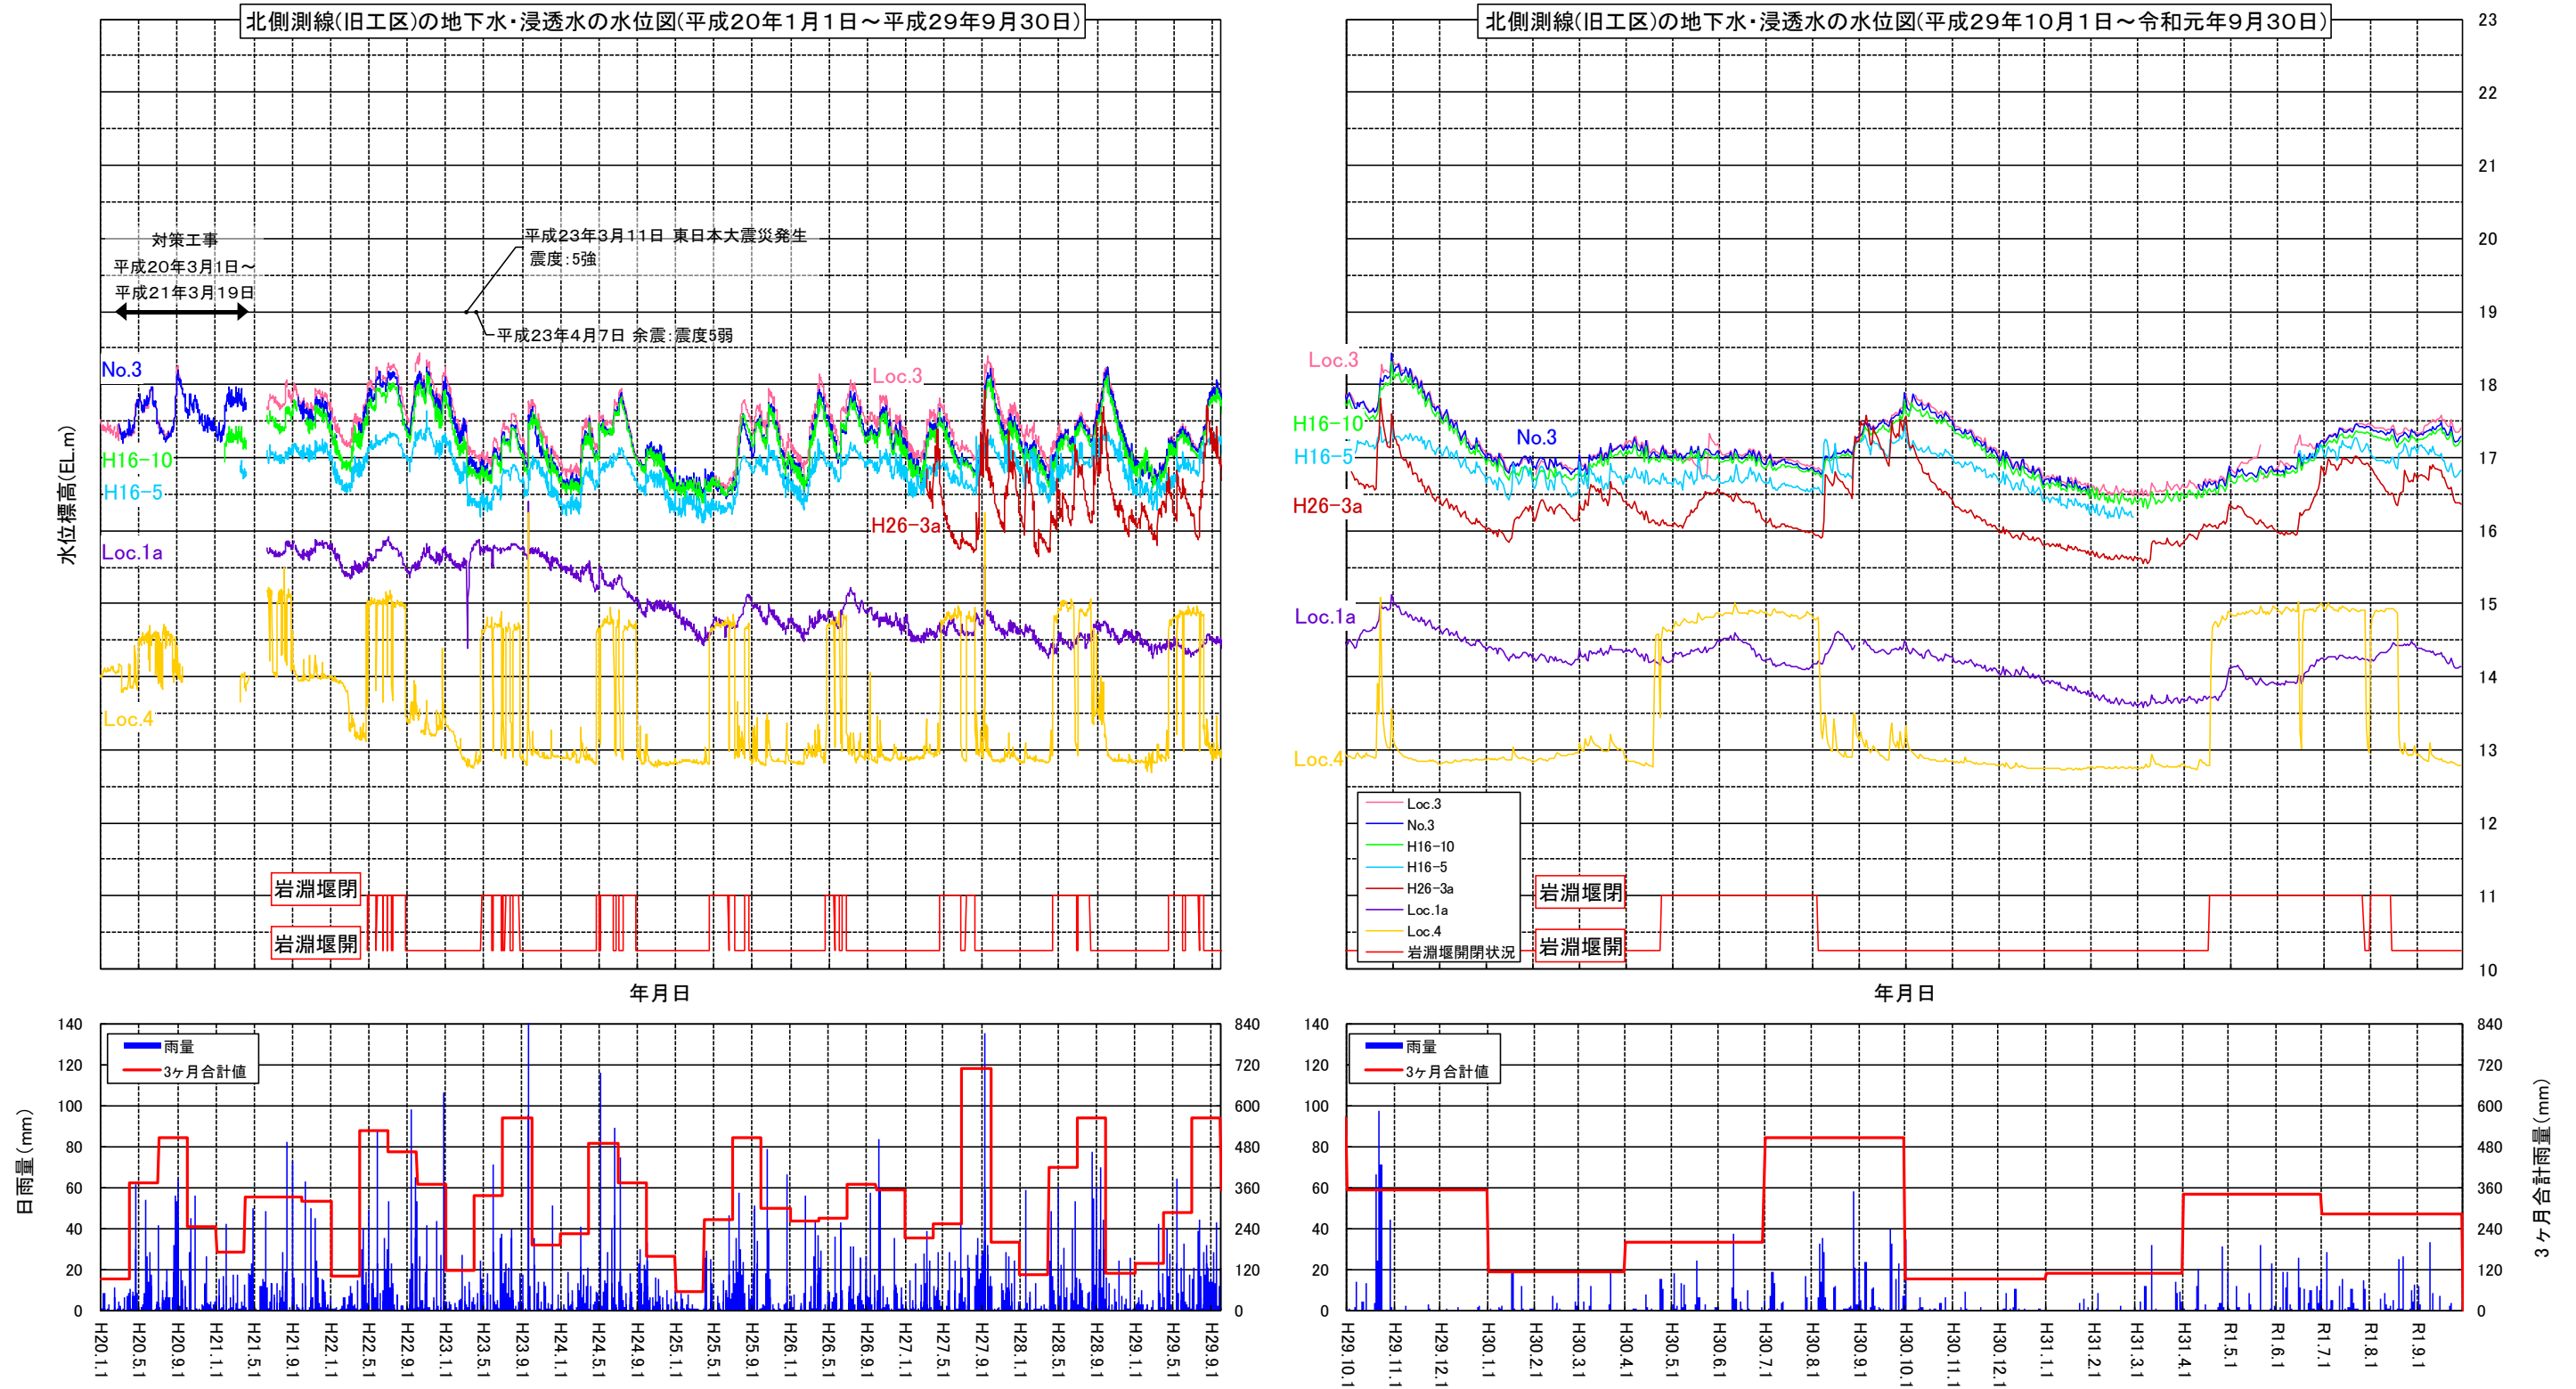 北側測線(旧工区)の地下水・浸透水の水位図(平成20年1月1日～平成29年9月30日)
対策工事
平成20年3月1日～
平成21年3月19日
平成23年3月11日 東日本大震災発生
震度:5強
平成23年4月7日 余震:震度5弱
No.3
H16-10
H16-5
Loc.1a
Loc.4
Loc.3
H26-3a
水位標高(EL.m)
岩淵堰閉
岩淵堰開
年月日
北側測線(旧工区)の地下水・浸透水の水位図(平成29年10月1日～令和元年9月30日)
23
22
21
20
19
18
17
16
15
14
13
12
11
10
Loc.3
H16-10
No.3
H16-5
H26-3a
Loc.1a
Loc.4
Loc.3
No.3
H16-10
H16-5
H26-3a
Loc.1a
Loc.4
岩淵堰開閉状況
岩淵堰閉
岩淵堰開
年月日
日雨量(mm)
140
120
100
80
60
40
20
0
雨量
3ヶ月合計値
840
720
600
480
360
240
120
0
H20.1.1
H20.5.1
H20.9.1
H21.1.1
H21.5.1
H21.9.1
H22.1.1
H22.5.1
H22.9.1
H23.1.1
H23.5.1
H23.9.1
H24.1.1
H24.5.1
H24.9.1
H25.1.1
H25.5.1
H25.9.1
H26.1.1
H26.5.1
H26.9.1
H27.1.1
H27.5.1
H27.9.1
H28.1.1
H28.5.1
H28.9.1
H29.1.1
H29.5.1
H29.9.1
140
120
100
80
60
40
20
0
雨量
3ヶ月合計値
840
720
600
480
360
240
120
0
3ヶ月合計雨量(mm)
H29.10.1
H29.11.1
H29.12.1
H30.1.1
H30.2.1
H30.3.1
H30.4.1
H30.5.1
H30.6.1
H30.7.1
H30.8.1
H30.9.1
H30.10.1
H30.11.1
H30.12.1
H31.1.1
H31.2.1
H31.3.1
H31.4.1
R1.5.1
R1.6.1
R1.7.1
R1.8.1
R1.9.1